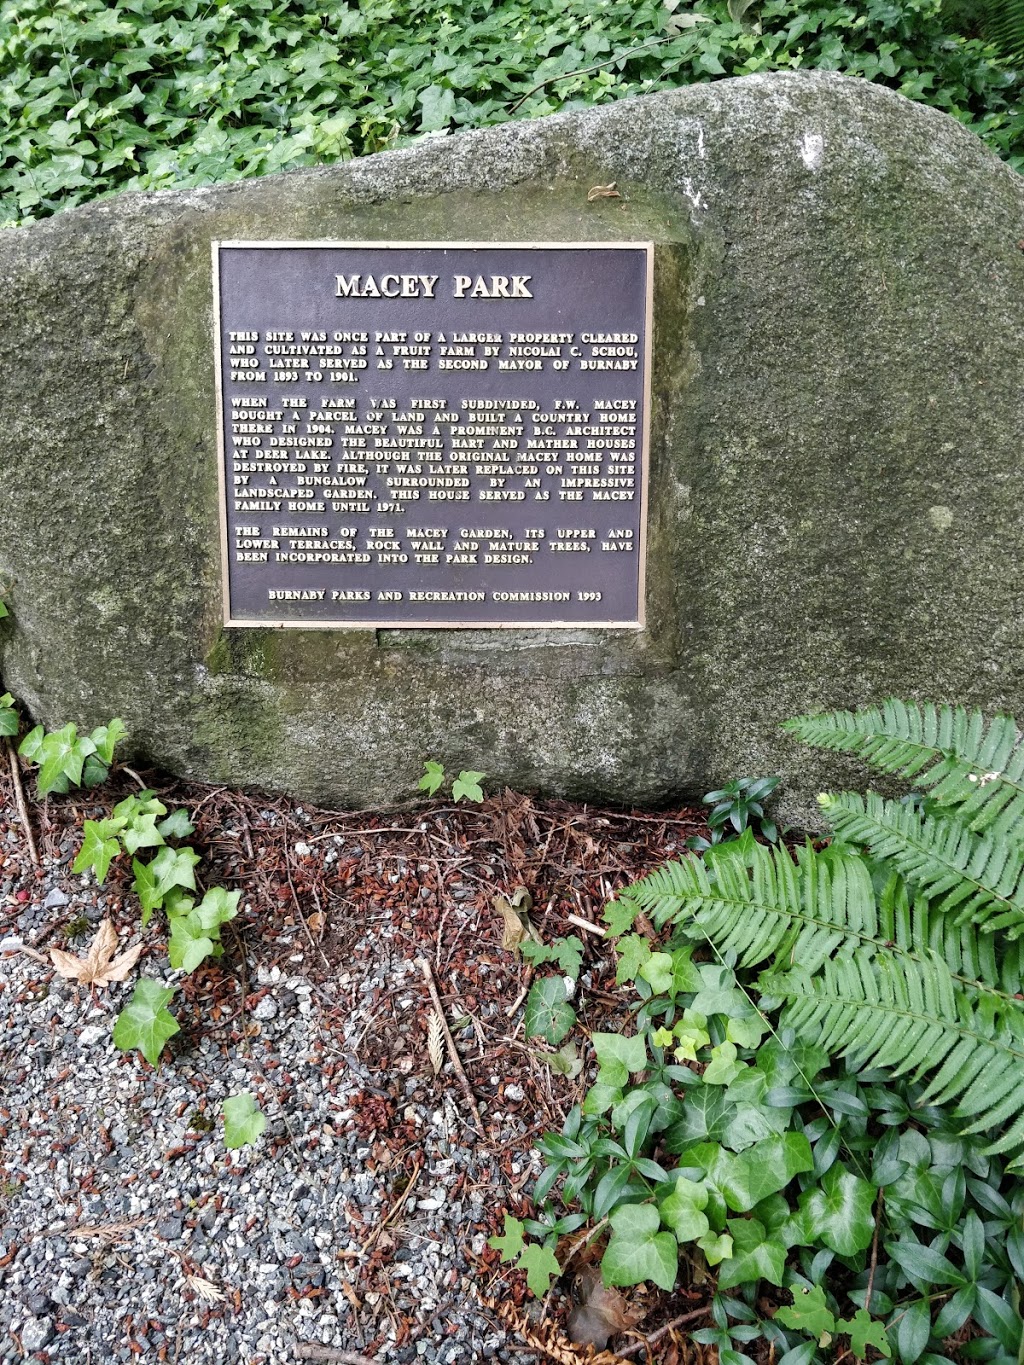 MACEY PARK
THIS SITE WAS ONCE PART OF A LARGER PROPERTY CLEARED
AND CULTIVATED AS A FRUIT FARM BY NICOLAI C. SCHOU,
WHO LATER SERVED AS THE SECOND MAYOR OF BURNABY
FROM 1893 TO 1901.
WHEN THE FARM WAS FIRST SUBDIVIDED, F.W. MACEY
BOUGHT A PARCEL OF LAND AND BUILT A COUNTRY HOME
THERE IN 1904. MACEY WAS A PROMINENT B.C. ARCHITECT
WHO DESIGNED THE BEAUTIFUL HART AND MATHER HOUSES
AT DEER LAKE. ALTHOUGH THE ORIGINAL MACEY HOME WAS
DESTROYED BY FIRE, IT WAS LATER REPLACED ON THIS SITE
BY A BUNGALOW SURROUNDED BY AN IMPRESSIVE
LANDSCAPED GARDEN. THIS HOUSE SERVED AS THE MACEY
FAMILY HOME UNTIL 1971.
THE REMAINS OF THE MACEY GARDEN, ITS UPPER AND
LOWER TERRACES, ROCK WALL AND MATURE TREES, HAVE
BEEN INCORPORATED INTO THE PARK DESIGN.
BURNABY PARKS AND RECREATION COMMISSION 1993